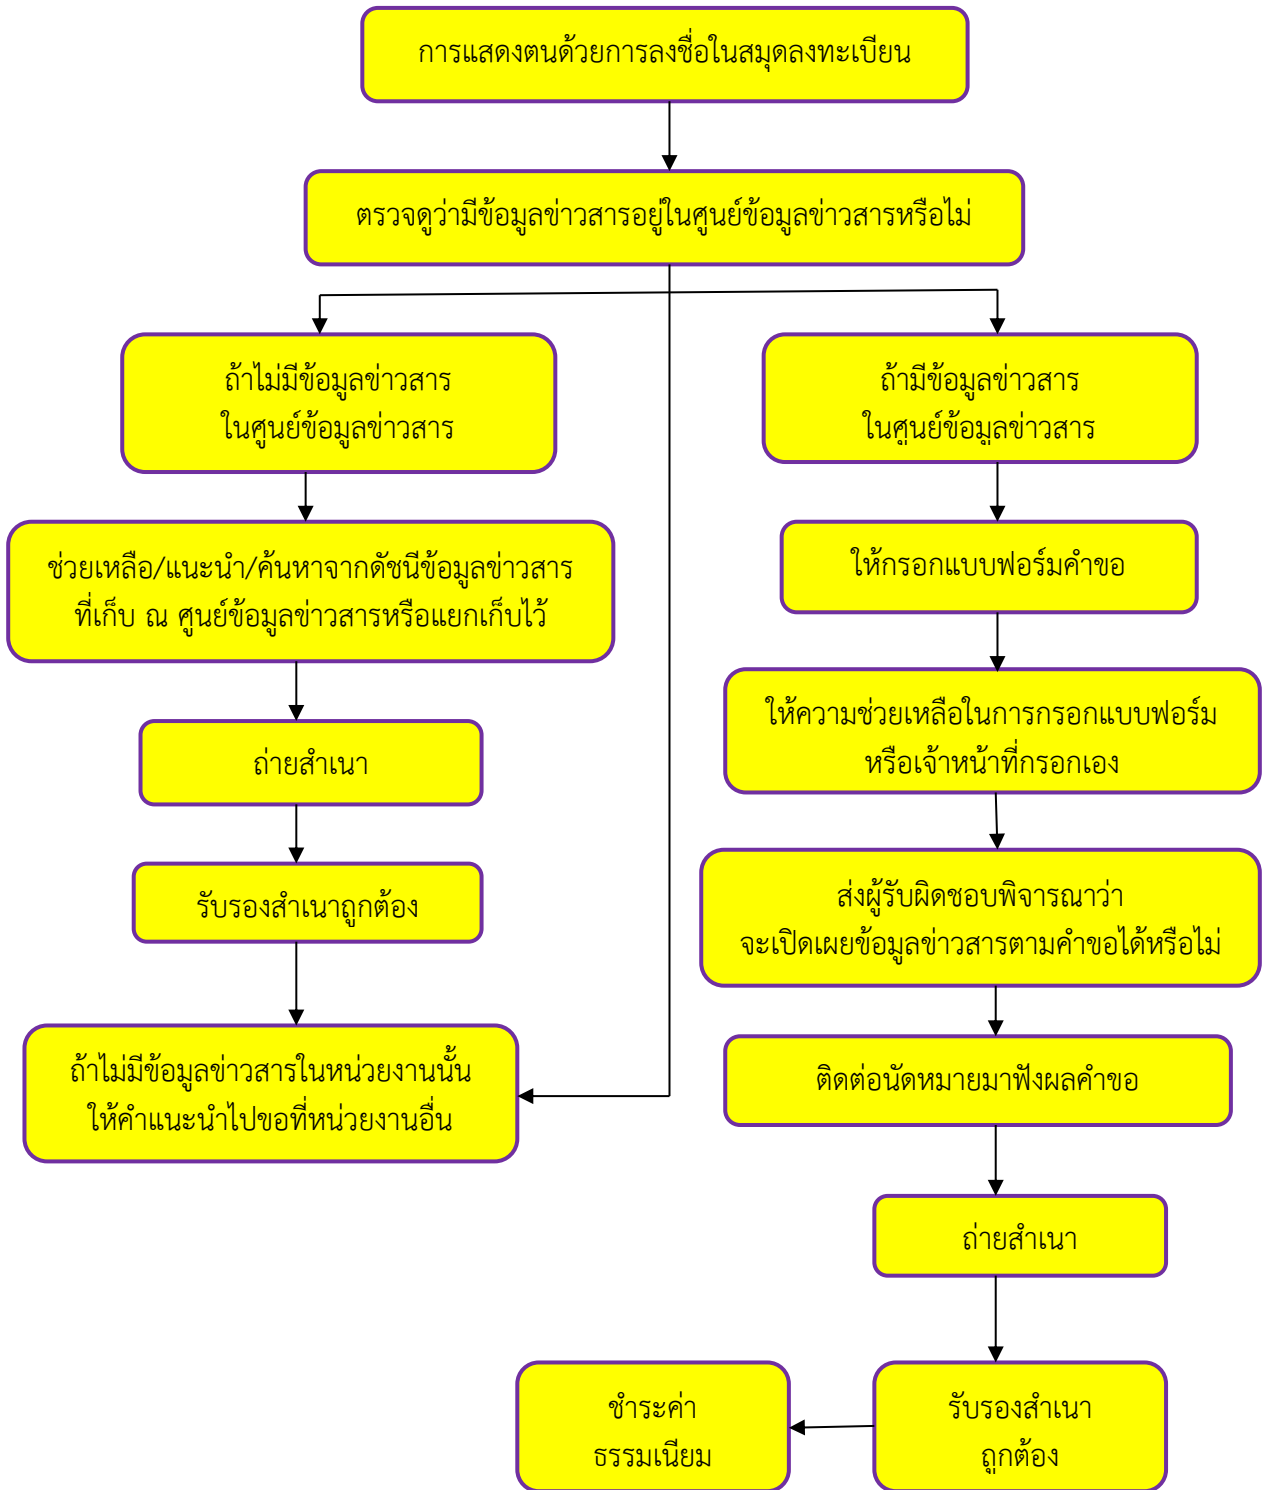 การแสดงตนด้วยการลงชื่อในสมุดลงทะเบียน
ตรวจดูว่ามีข้อมูลข่าวสารอยู่ในศูนย์ข้อมูลข่าวสารหรือไม่
ถ้าไม่มีข้อมูลข่าวสาร
ในศูนย์ข้อมูลข่าวสาร
ช่วยเหลือ/แนะนำ/ค้นหาจากดัชนีข้อมูลข่าวสาร
ที่เก็บ ณ ศูนย์ข้อมูลข่าวสารหรือแยกเก็บไว้
ถ่ายสำเนา
รับรองสำเนาถูกต้อง
ถ้าไม่มีข้อมูลข่าวสารในหน่วยงานนั้น
ให้คำแนะนำไปขอที่หน่วยงานอื่น
ถ้ามีข้อมูลข่าวสาร
ในศูนย์ข้อมูลข่าวสาร
ให้กรอกแบบฟอร์มคำขอ
ให้ความช่วยเหลือในการกรอกแบบฟอร์ม
หรือเจ้าหน้าที่กรอกเอง
ส่งผู้รับผิดชอบพิจารณาว่า
จะเปิดเผยข้อมูลข่าวสารตามคำขอได้หรือไม่
ติดต่อนัดหมายมาฟังผลคำขอ
ถ่ายสำเนา
รับรองสำเนา
ถูกต้อง
ชำระค่า
ธรรมเนียม